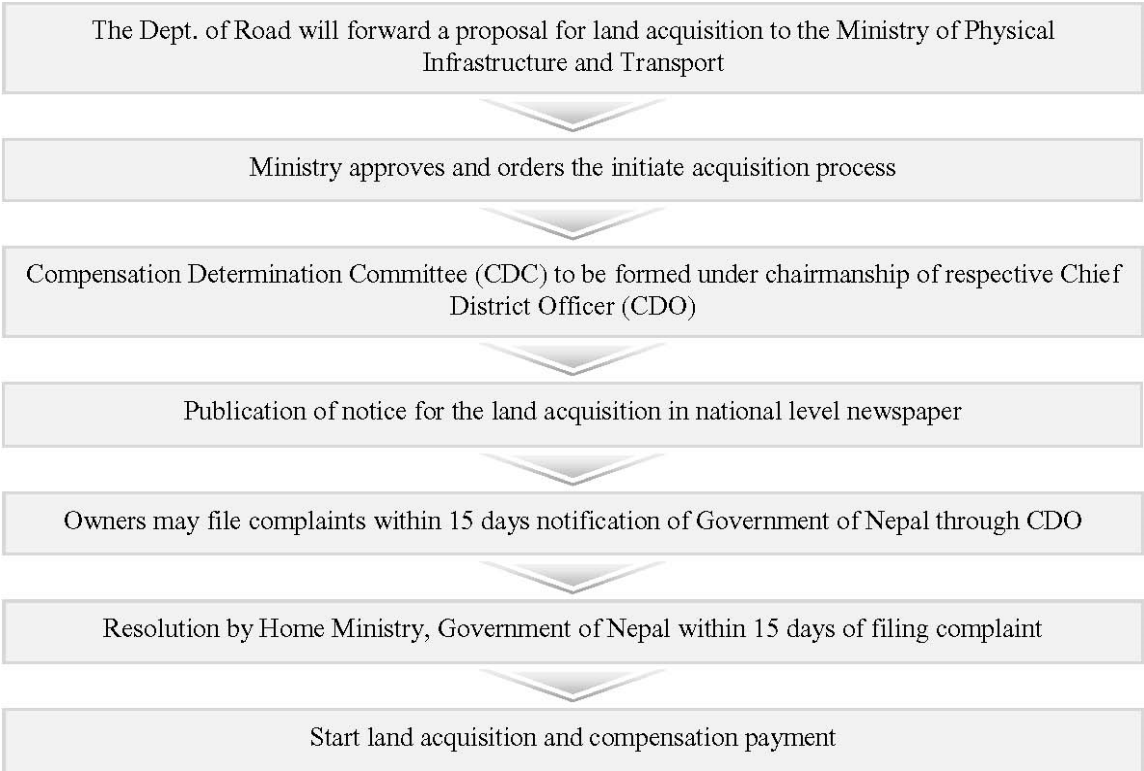 The Dept. of Road will forward a proposal for land acquisition to the Ministry of Physical
Infrastructure and Transport
Ministry approves and orders the initiate acquisition process
Compensation Determination Committee (CDC) to be formed under chairmanship of respective Chief
District Officer (CDO)
Publication of notice for the land acquisition in national level newspaper
Owners may file complaints within 15 days notification of Government of Nepal through CDO
Resolution by Home Ministry, Government of Nepal within 15 days of filing complaint
Start land acquisition and compensation payment